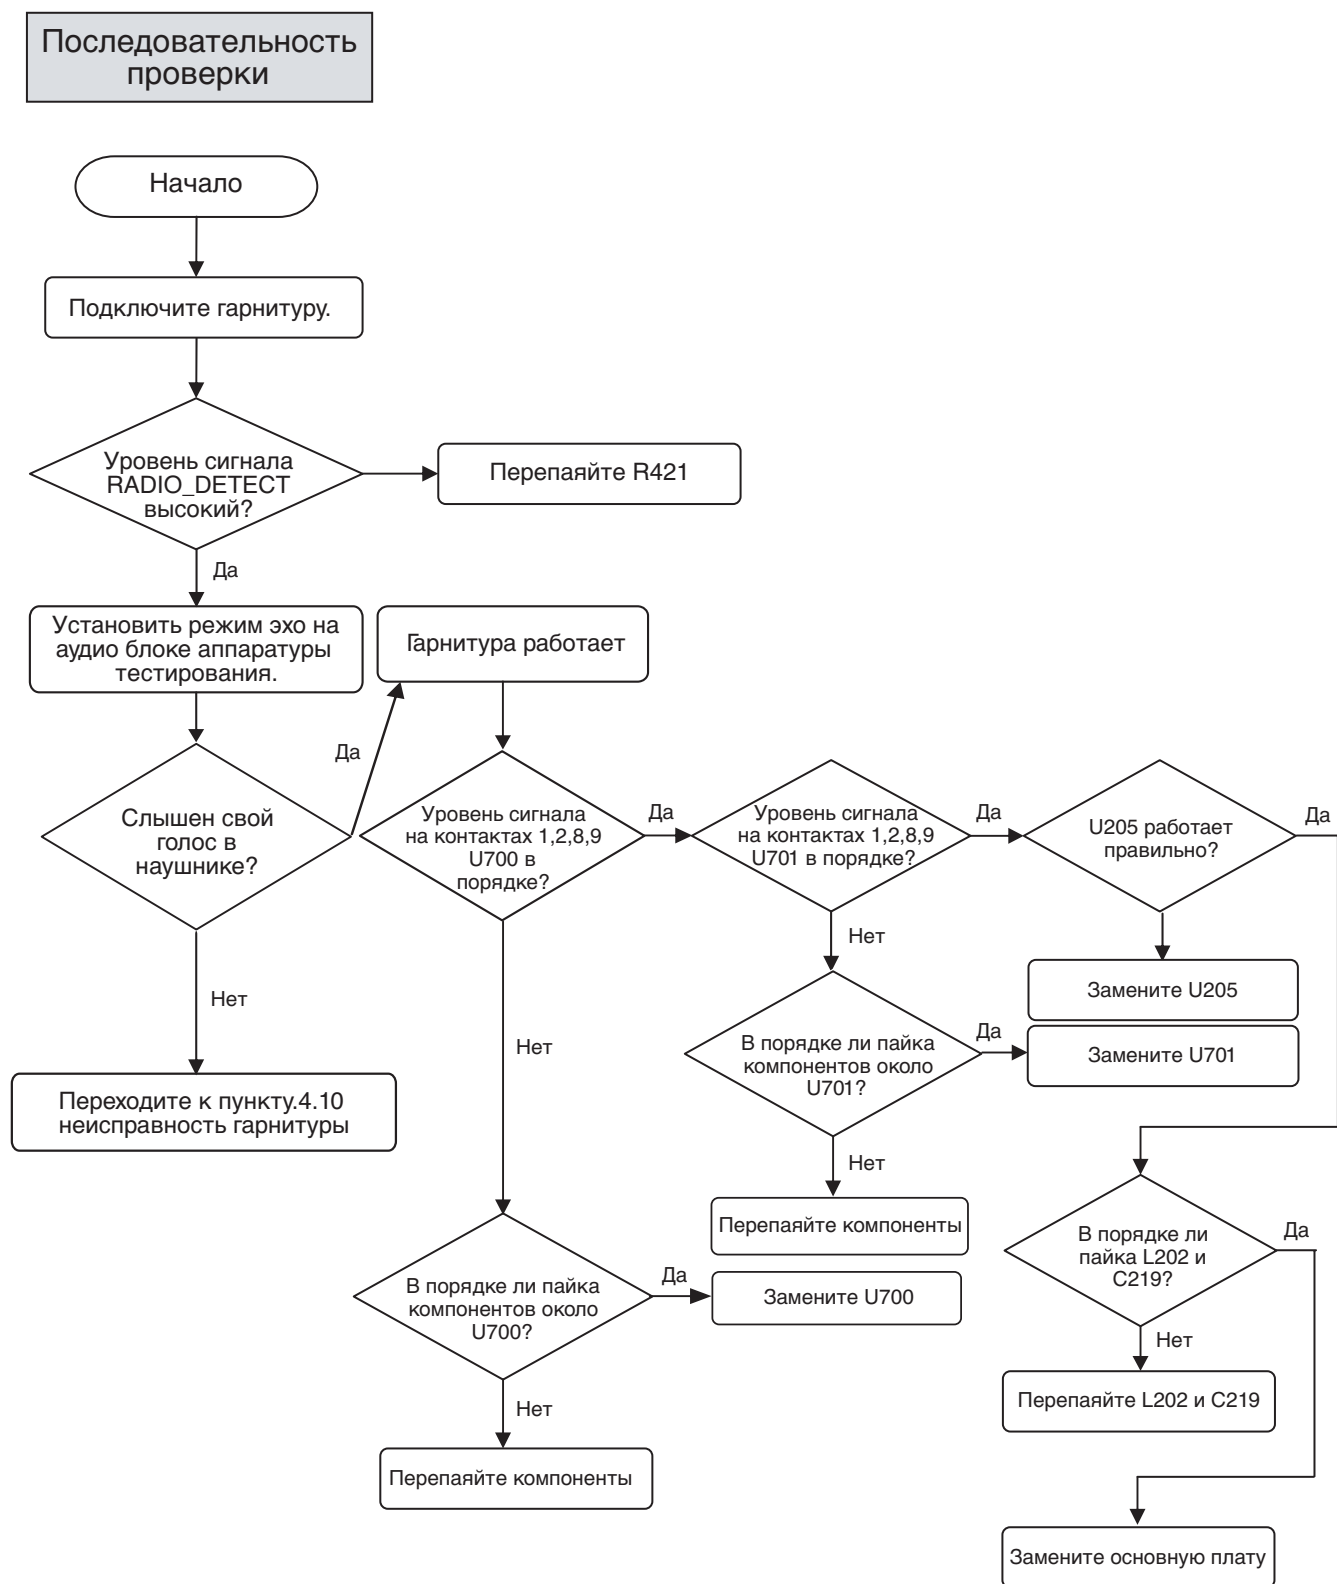 Последовательность
проверки
Начало
Подключите гарнитуру.
Уровень сигнала
RADIO_DETECT
высокий?
Перепаяйте R421
Да
Установить режим эхо на
аудио блоке аппаратуры
тестирования.
Гарнитура работает
Да
Слышен свой
голос в
наушнике?
Нет
Переходите к пункту.4.10
неисправность гарнитуры
Уровень сигнала
на контактах 1,2,8,9
U700 в
порядке?
Да
Уровень сигнала
на контактах 1,2,8,9
U701 в порядке?
Да
U205 работает
правильно?
Да
Нет
Замените U205
В порядке ли пайка
компонентов около
U701?
Да
Замените U701
Нет
Нет
Перепаяйте компоненты
В порядке ли пайка
компонентов около
U700?
Да
Замените U700
Нет
Перепаяйте компоненты
В порядке ли
пайка L202 и
C219?
Да
Нет
Перепаяйте L202 и C219
Замените основную плату